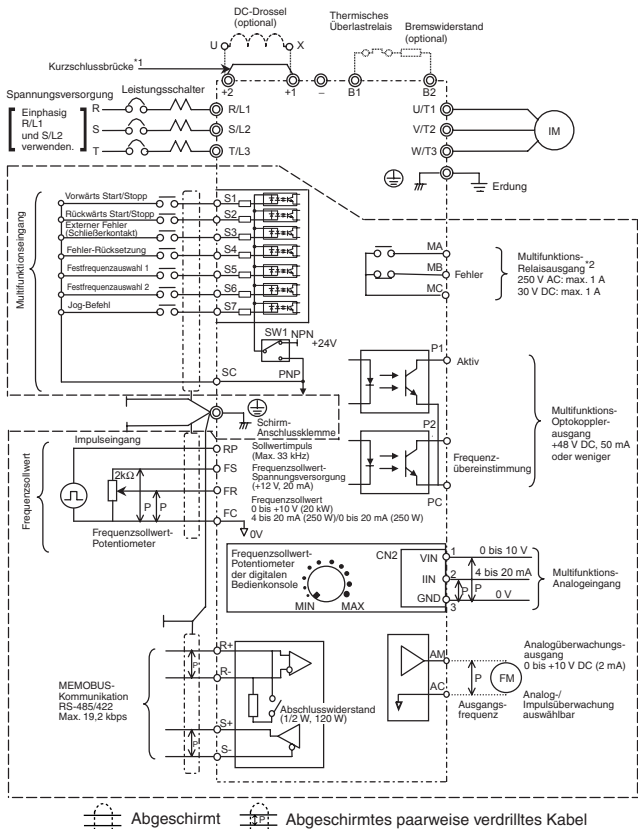 DC-Drossel
(optional)
U
X
Thermisches
Überlastrelais
Bremswiderstand
(optional)
Kurzschlussbrücke *1
+2
+1
–
B1
B2
Spannungsversorgung
Leistungsschalter
Einphasig
R/L1
und S/L2
verwenden.
R
S
T
R/L1
S/L2
T/L3
U/T1
V/T2
W/T3
IM
Erdung
Multifunktionseingang
Vorwärts Start/Stopp
S1
Rückwärts Start/Stopp
S2
Externer Fehler
(Schließerkontakt)
S3
Fehler-Rücksetzung
S4
Festfrequenzauswahl 1
S5
Festfrequenzauswahl 2
S6
Jog-Befehl
S7
SW1
NPN
+24V
SC
PNP
MA
MB
MC
Fehler
Multifunktions-
Relaisausgang *2
250 V AC: max. 1 A
30 V DC: max. 1 A
P1
Aktiv
P2
Frequenz-
übereinstimmung
PC
Multifunktions-
Optokoppler-
ausgang
+48 V DC, 50 mA
oder weniger
Schirm-
Anschlussklemme
Frequenzsollwert
Impulseingang
2kΩ
P
P
Frequenzsollwert-
Potentiometer
RP
Sollwertimpuls
(Max. 33 kHz)
FS
Frequenzsollwert-
Spannungsversorgung
(+12 V, 20 mA)
FR
Frequenzsollwert
0 bis +10 V (20 kW)
4 bis 20 mA (250 W)/0 bis 20 mA (250 W)
FC
0V
Frequenzsollwert-
Potentiometer
der digitalen
Bedienkonsole
MIN
MAX
CN2
VIN
1
0 bis 10 V
IIN
2
4 bis 20 mA
P
P
GND
3
0 V
Multifunktions-
Analogeingang
MEMOBUS-
Kommunikation
RS-485/422
Max. 19,2 kbps
P
P
R+
R-
S+
S-
Abschlusswiderstand
(1/2 W, 120 W)
AM
AC
P
FM
Analogüberwachungs-
ausgang
0 bis +10 V DC (2 mA)
Ausgangs-
frequenz
Analog-/
Impulsüberwachung
auswählbar
Abgeschirmt
P
Abgeschirmtes paarweise verdrilltes Kabel